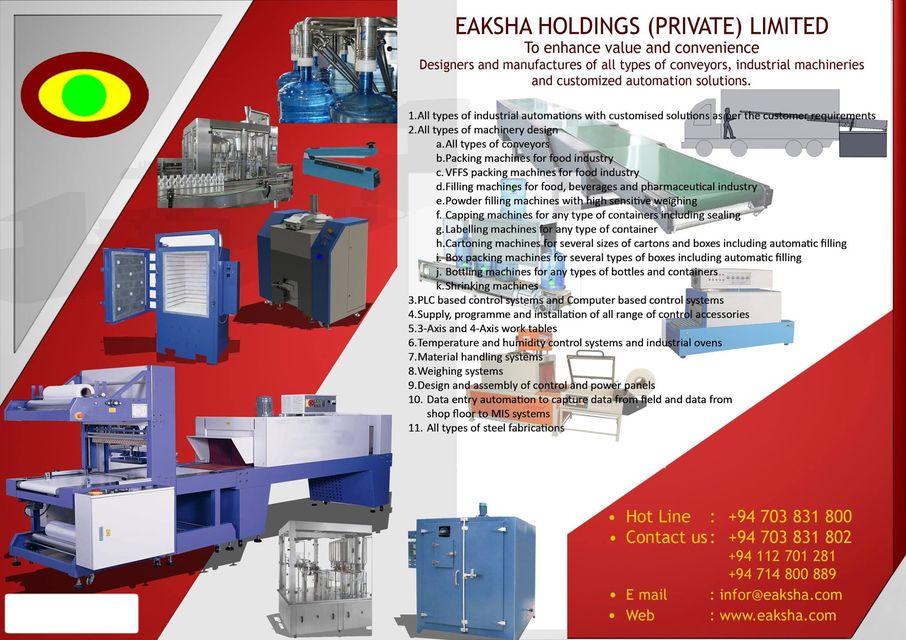 EAKSHA HOLDINGS (PRIVATE) LIMITED
To enhance value and convenience
Designers and manufactures of all types of conveyors, industrial machineries
and customized automation solutions.
1.All types of industrial automations with customised solutions as per the customer requirements
2.All types of machinery design
a.All types of conveyors
b.Packing machines for food industry
c. VFFS packing machines for food industry
d.Filling machines for food, beverages and pharmaceutical industry
e.Powder filling machines with high sensitive weighing
f. Capping machines for any type of containers including sealing
g.Labelling machines for any type of container
h.Cartoning machines for several sizes of cartons and boxes including automatic filling
i. Box packing machines for several types of boxes including automatic filling
j. Bottling machines for any types of bottles and containers
k.Shrinking machines
3.PLC based control systems and Computer based control systems
4.Supply, programme and installation of all range of control accessories
5.3-Axis and 4-Axis work tables
6.Temperature and humidity control systems and industrial ovens
7.Material handling systems
8.Weighing systems
9.Design and assembly of control and power panels
10. Data entry automation to capture data from field and data from
shop floor to MIS systems
11. All types of steel fabrications
• Hot Line : +94 703 831 800
• Contact us : +94 703 831 802
+94 112 701 281
+94 714 800 889
• E mail : infor@eaksha.com
• Web : www.eaksha.com